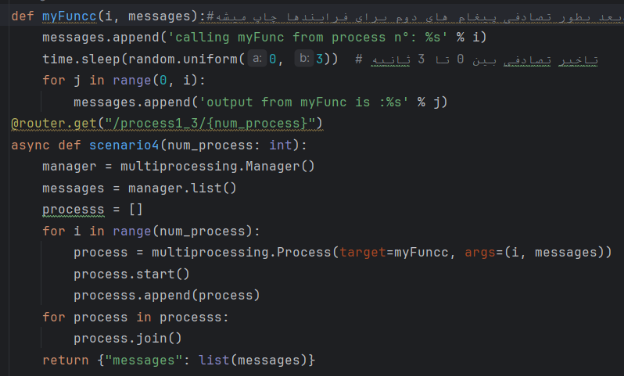 def myFuncc(i, messages):#بعد بطور تصادفی پیغام های دوم برای فرایندها چاپ میشه
    messages.append('calling myFunc from process n°: %s' % i)
    time.sleep(random.uniform( a: 0,  b: 3))  # تاخیر تصادفی بین 0 تا 3 ثانیه
    for j in range(0, i):
        messages.append('output from myFunc is :%s' % j)
@router.get("/process1_3/{num_process}")
async def scenario4(num_process: int):
    manager = multiprocessing.Manager()
    messages = manager.list()
    processs = []
    for i in range(num_process):
        process = multiprocessing.Process(target=myFuncc, args=(i, messages))
        process.start()
        processs.append(process)
    for process in processs:
        process.join()
    return {"messages": list(messages)}